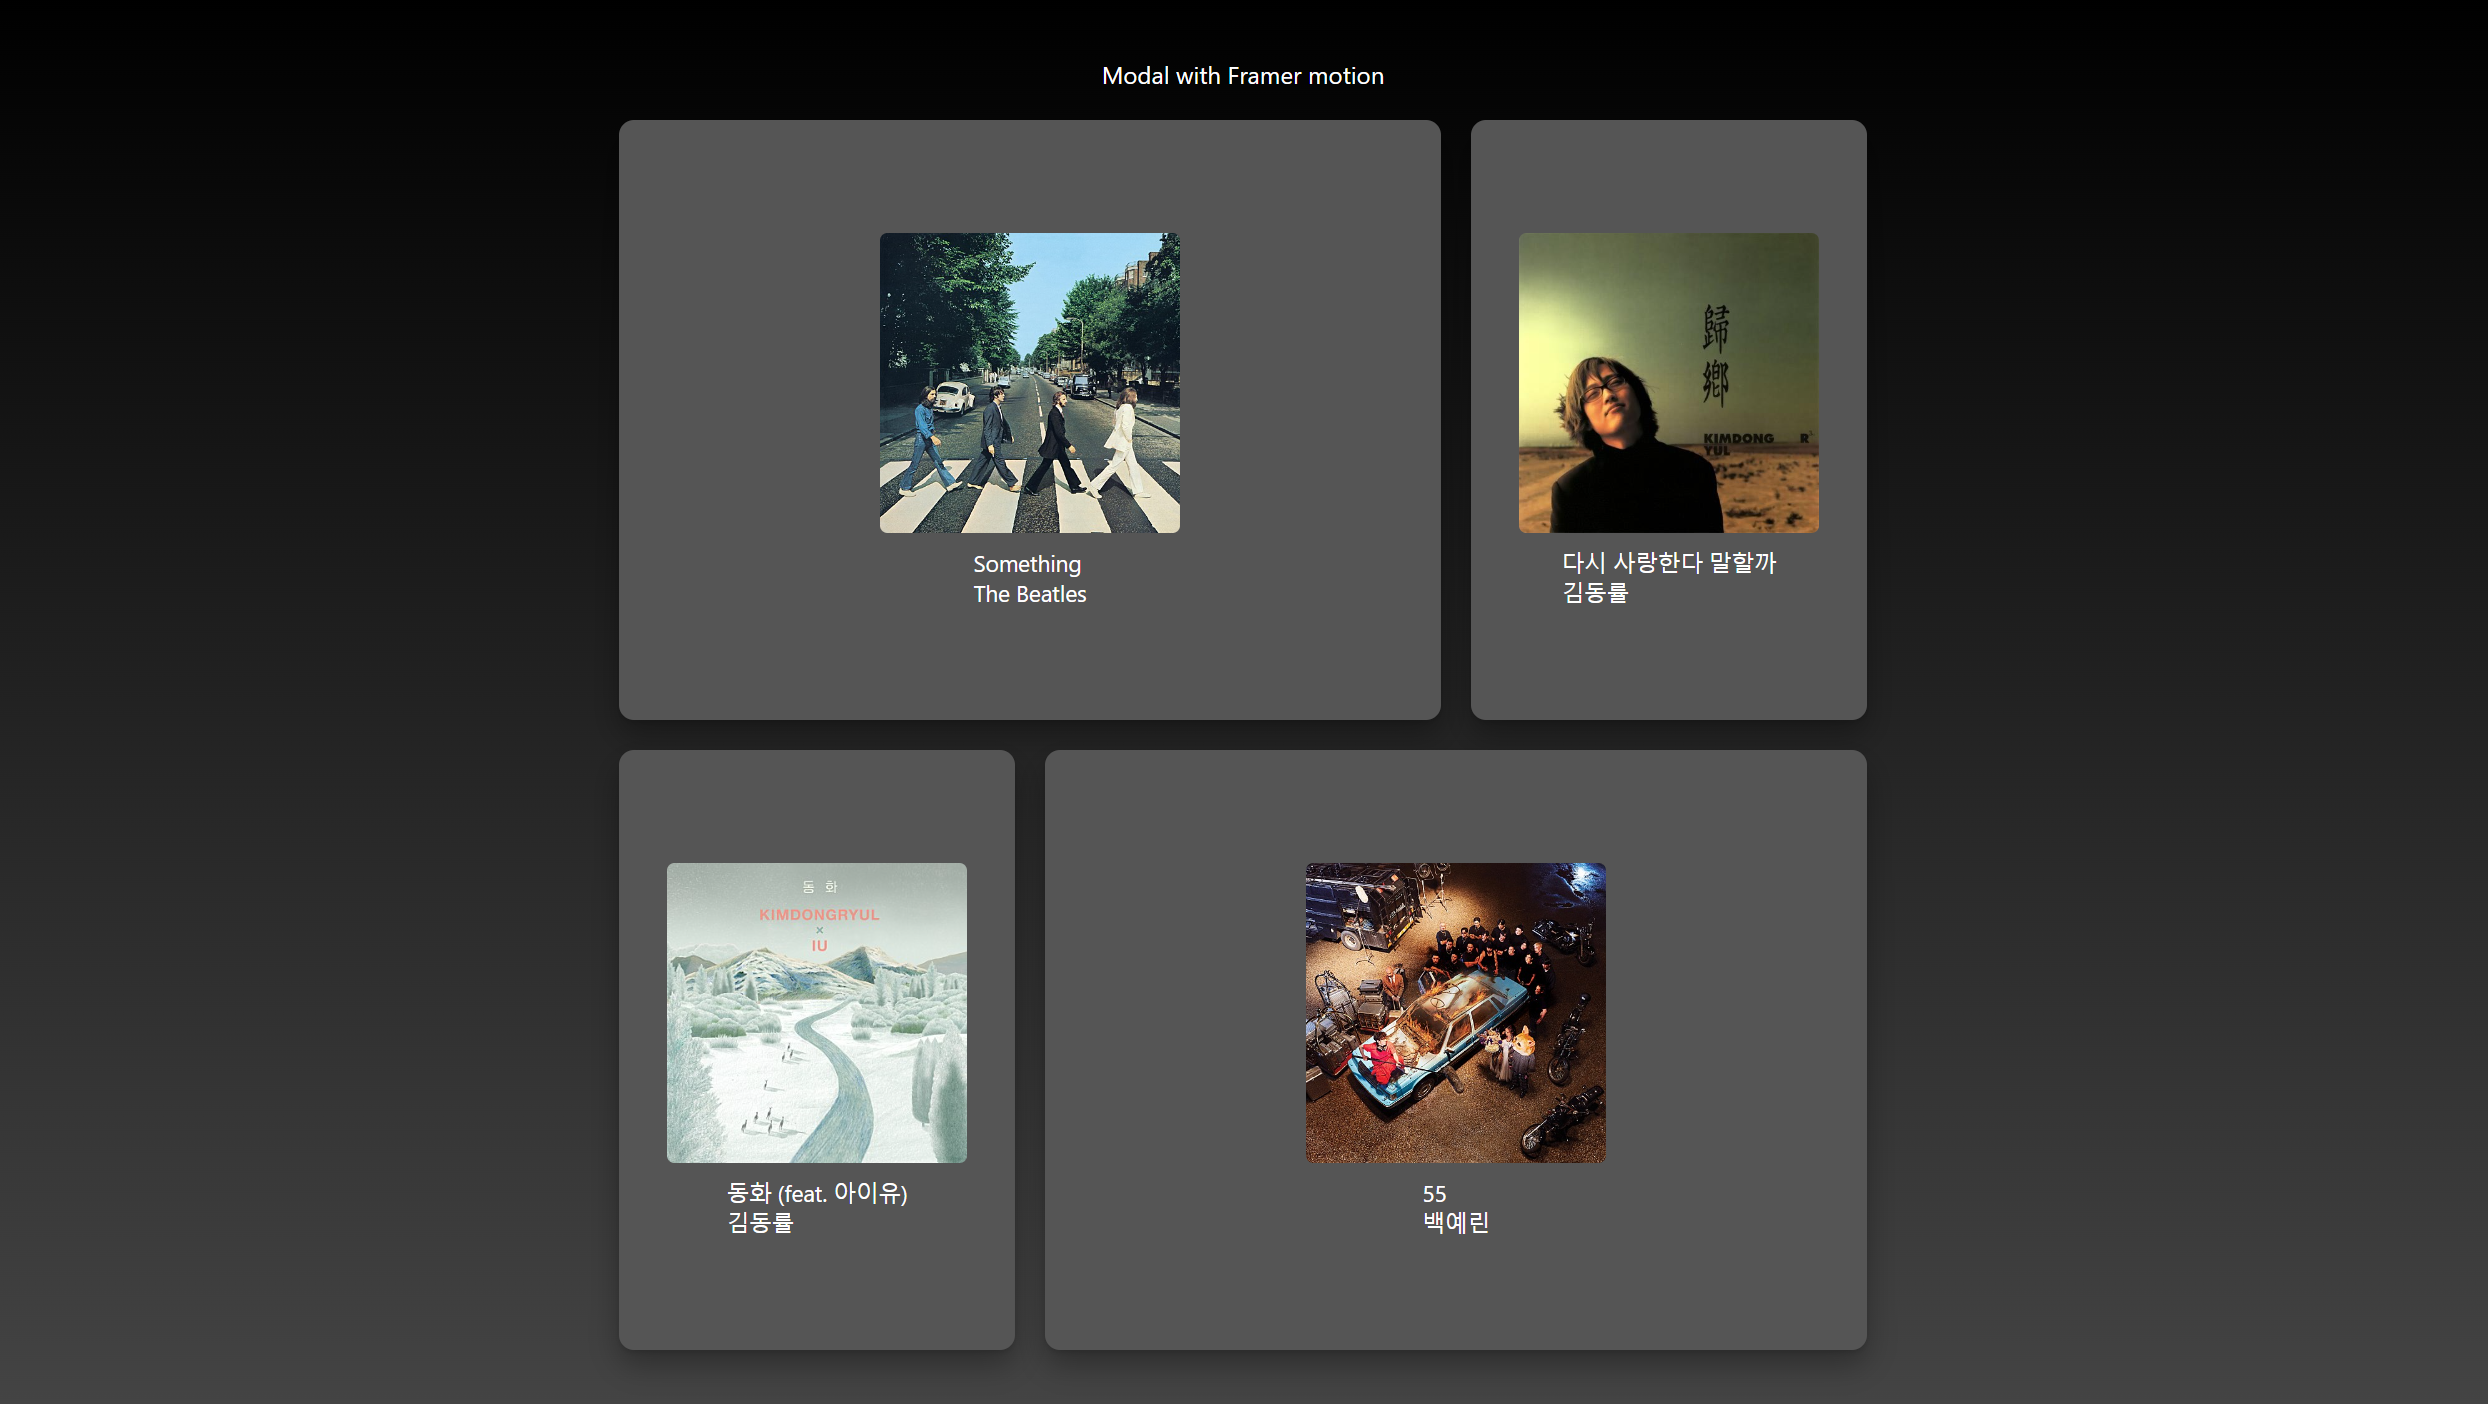 Modal with Framer motion
歸鄕
KIMDONG R
YUL
Something
The Beatles
다시 사랑한다 말할까
김동률
동 화
KIMDONGRYUL
×
IU
동화 (feat. 아이유)
김동률
55
백예린